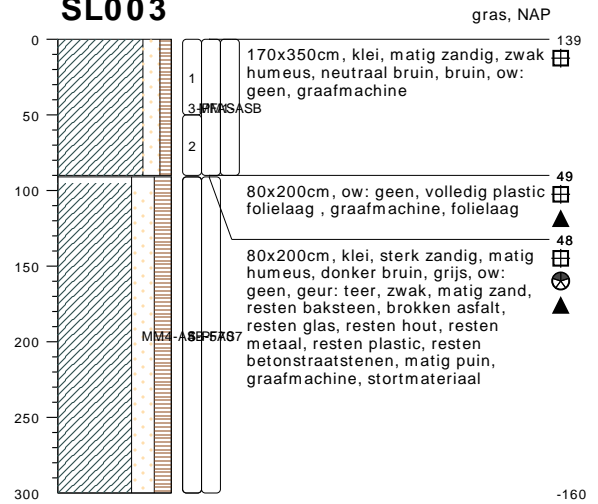 SL003
gras, NAP
0
139
170x350cm, klei, matig zandig, zwak
humeus, neutraal bruin, bruin, ow:
geen, graafmachine
1
50
2
49
100
80x200cm, ow: geen, volledig plastic
folielaag , graafmachine, folielaag
48
80x200cm, klei, sterk zandig, matig
humeus, donker bruin, grijs, ow:
geen, geur: teer, zwak, matig zand,
resten baksteen, brokken asfalt,
resten glas, resten hout, resten
metaal, resten plastic, resten
betonstraatstenen, matig puin,
graafmachine, stortmateriaal
150
200
250
300
-160